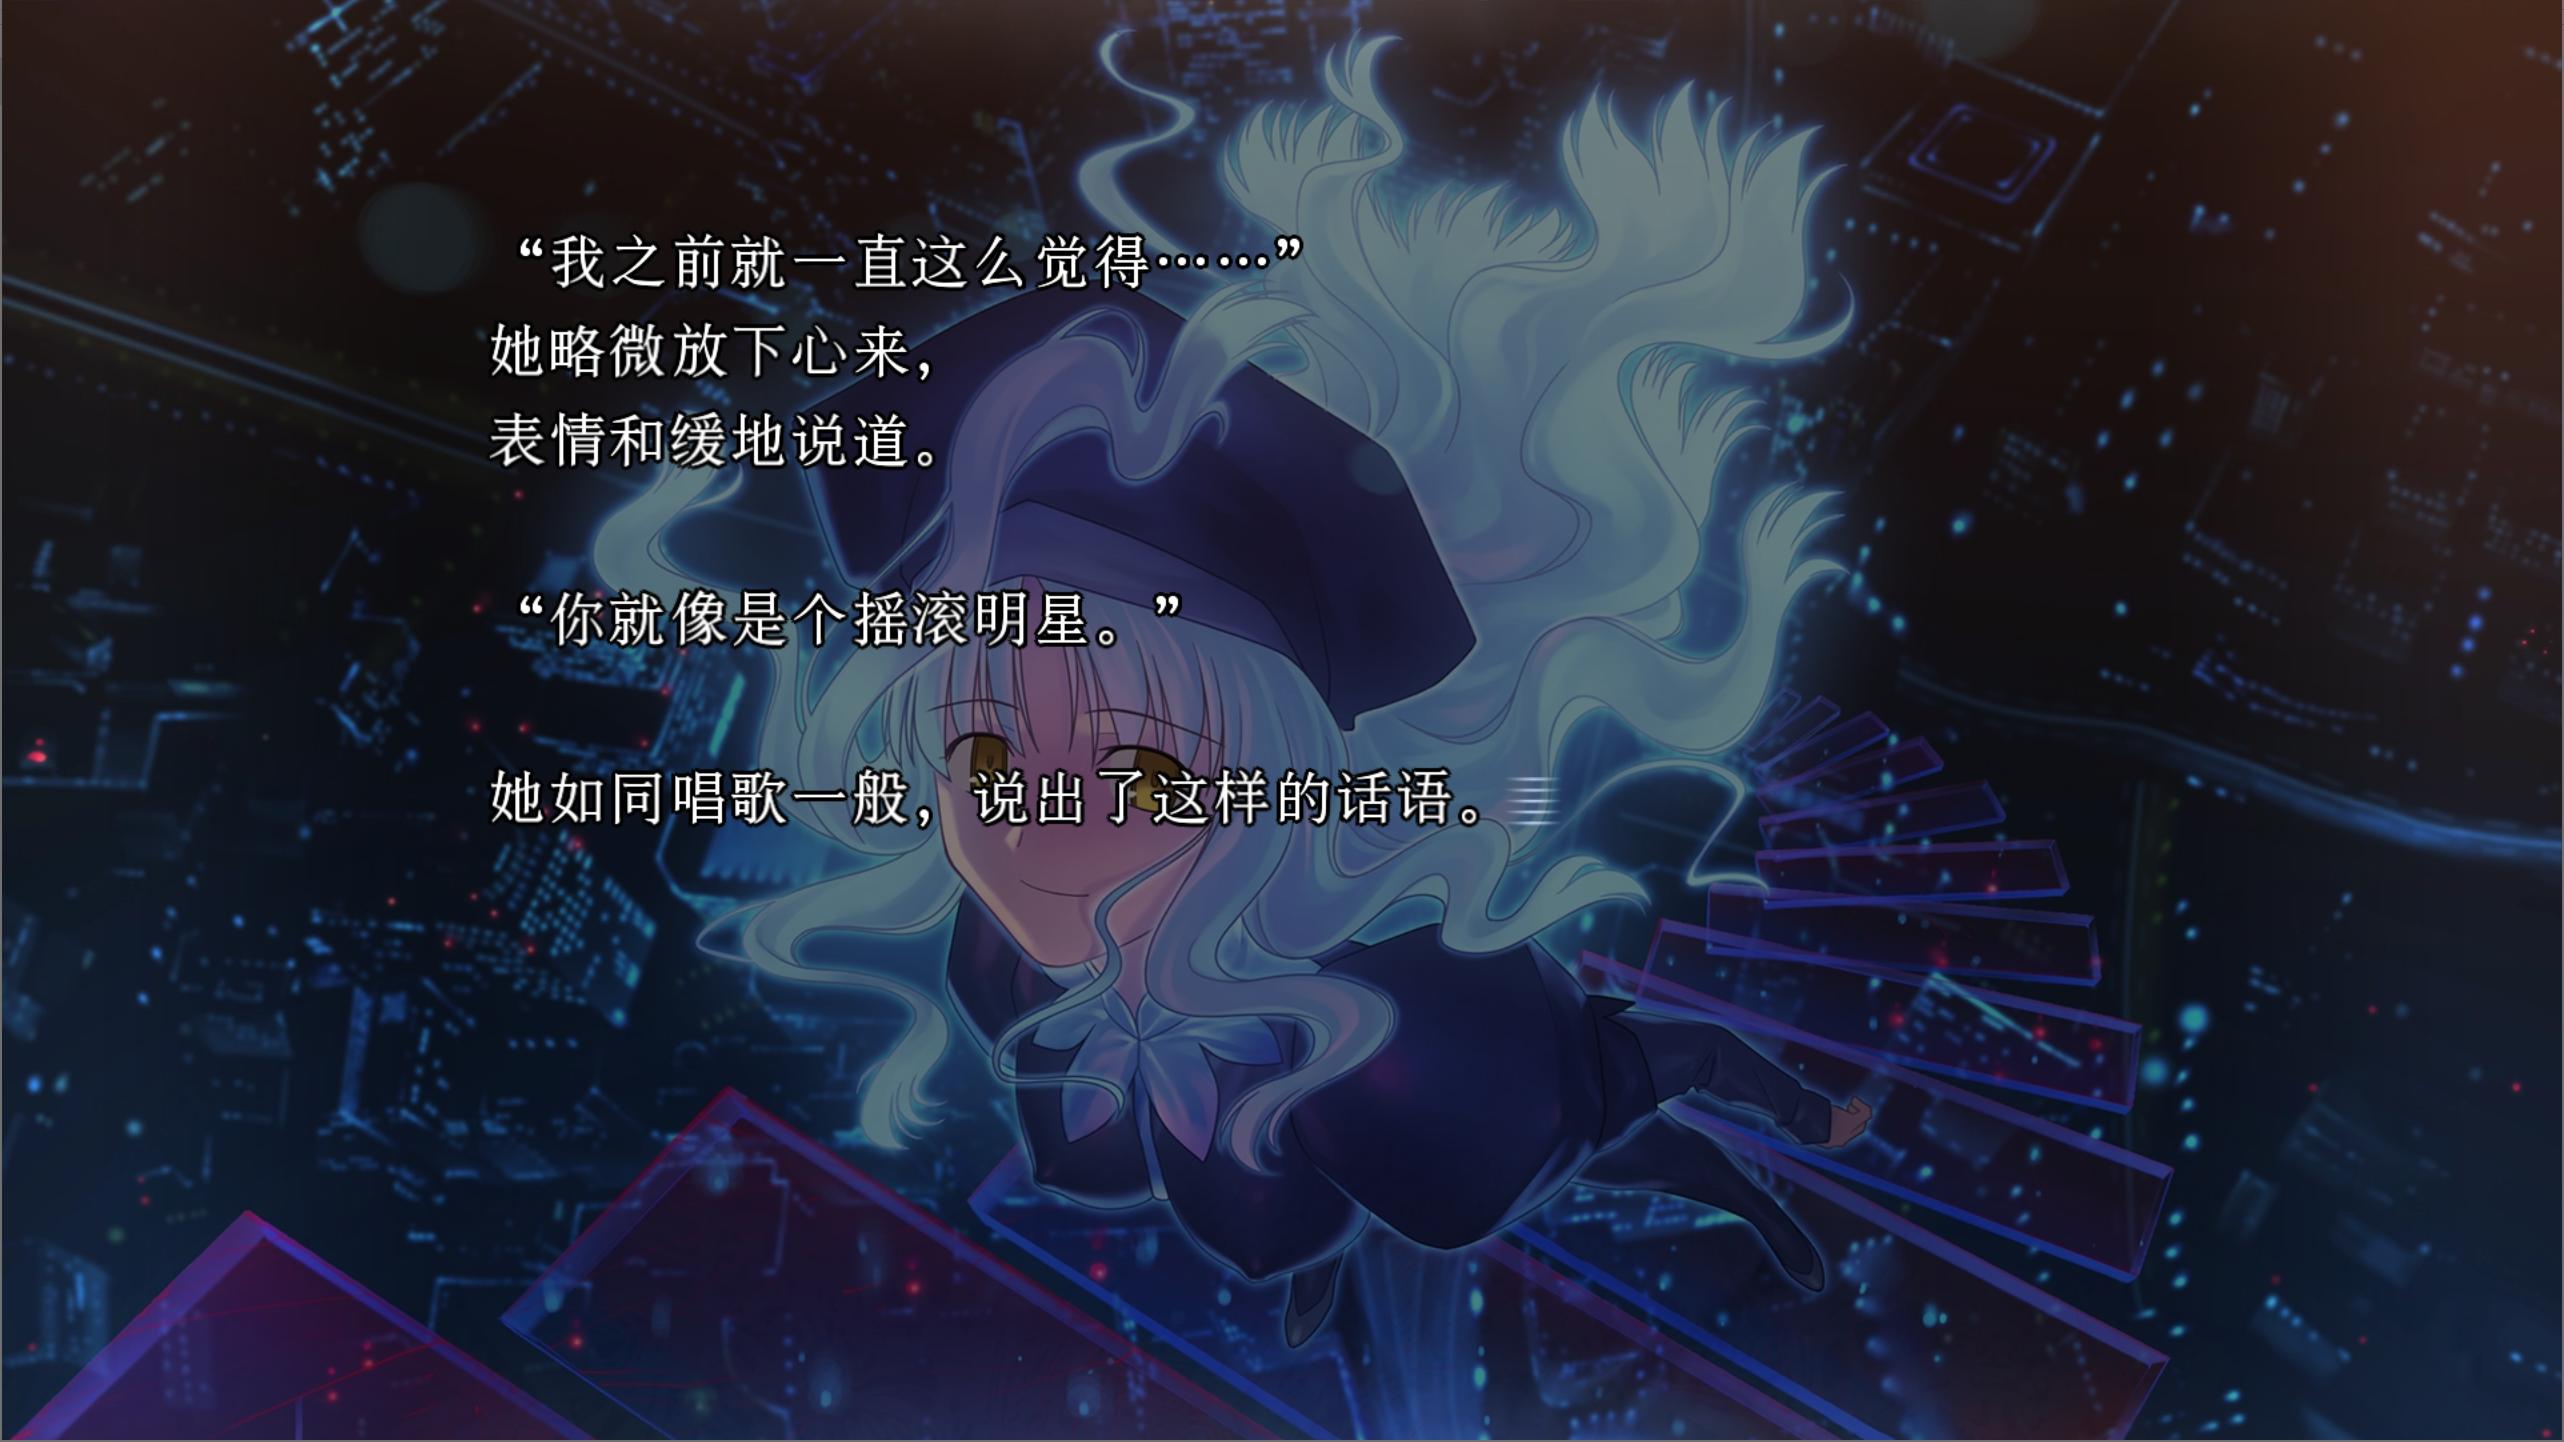 “我之前就一直这么觉得……”
她略微放下心来，
表情和缓地说道。
“你就像是个摇滚明星。”
她如同唱歌一般，说出了这样的话语。